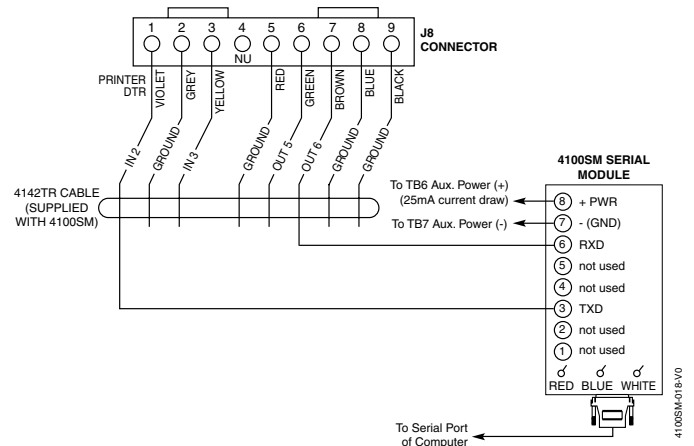 1 2 3 4 5 6 7 8 9
J8
CONNECTOR
NU
PRINTER
DTR
VIOLET
GREY
YELLOW
RED
GREEN
BROWN
BLUE
BLACK
IN 2
GROUND
IN 3
GROUND
OUT 5
OUT 6
GROUND
GROUND
4142TR CABLE
(SUPPLIED
WITH 4100SM)
4100SM SERIAL
MODULE
To TB6 Aux. Power (+)
(25mA current draw)
To TB7 Aux. Power (-)
8 + PWR
7 - (GND)
6 RXD
5 not used
4 not used
3 TXD
2 not used
1 not used
RED BLUE WHITE
To Serial Port
of Computer
4100SM-018-V0